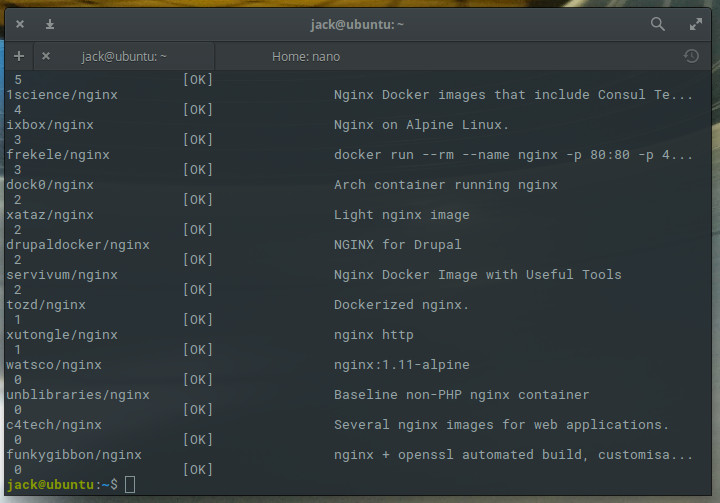 jack@ubuntu: ~
jack@ubuntu: ~ Home: nano
5 [OK]
1science/nginx Nginx Docker images that include Consul Te...
4 [OK]
ixbox/nginx Nginx on Alpine Linux.
3 [OK]
frekele/nginx docker run --rm --name nginx -p 80:80 -p 4...
3 [OK]
dock0/nginx Arch container running nginx
2 [OK]
xataz/nginx Light nginx image
2 [OK]
drupaldocker/nginx NGINX for Drupal
2 [OK]
servivum/nginx Nginx Docker Image with Useful Tools
2 [OK]
tozd/nginx Dockerized nginx.
1 [OK]
xutongle/nginx nginx http
1 [OK]
watsco/nginx nginx:1.11-alpine
0 [OK]
unblibraries/nginx Baseline non-PHP nginx container
0 [OK]
c4tech/nginx Several nginx images for web applications.
0 [OK]
funkygibbon/nginx nginx + openssl automated build, customisa...
0 [OK]
jack@ubuntu:~$